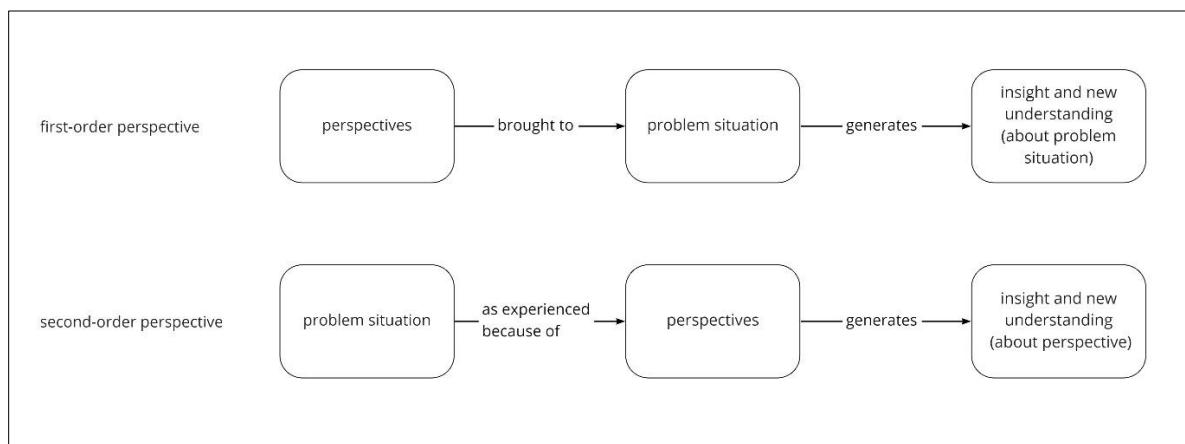 first-order perspective
perspectives
brought to
problem situation
generates
insight and new
understanding
(about problem
situation)
second-order perspective
problem situation
as experienced
because of
perspectives
generates
insight and new
understanding
(about perspective)